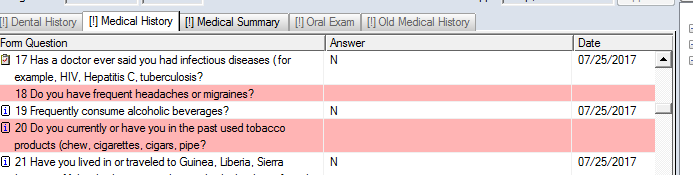 [!] Dental History [!] Medical History [!] Medical Summary [!] Oral Exam [!] Old Medical History
Form Question Answer Date
17 Has a doctor ever said you had infectious diseases (for N 07/25/2017
example, HIV, Hepatitis C, tuberculosis?
18 Do you have frequent headaches or migraines?
19 Frequently consume alcoholic beverages? N 07/25/2017
20 Do you currently or have you in the past used tobacco
products (chew, cigarettes, cigars, pipe?
21 Have you lived in or traveled to Guinea, Liberia, Sierra N 07/25/2017